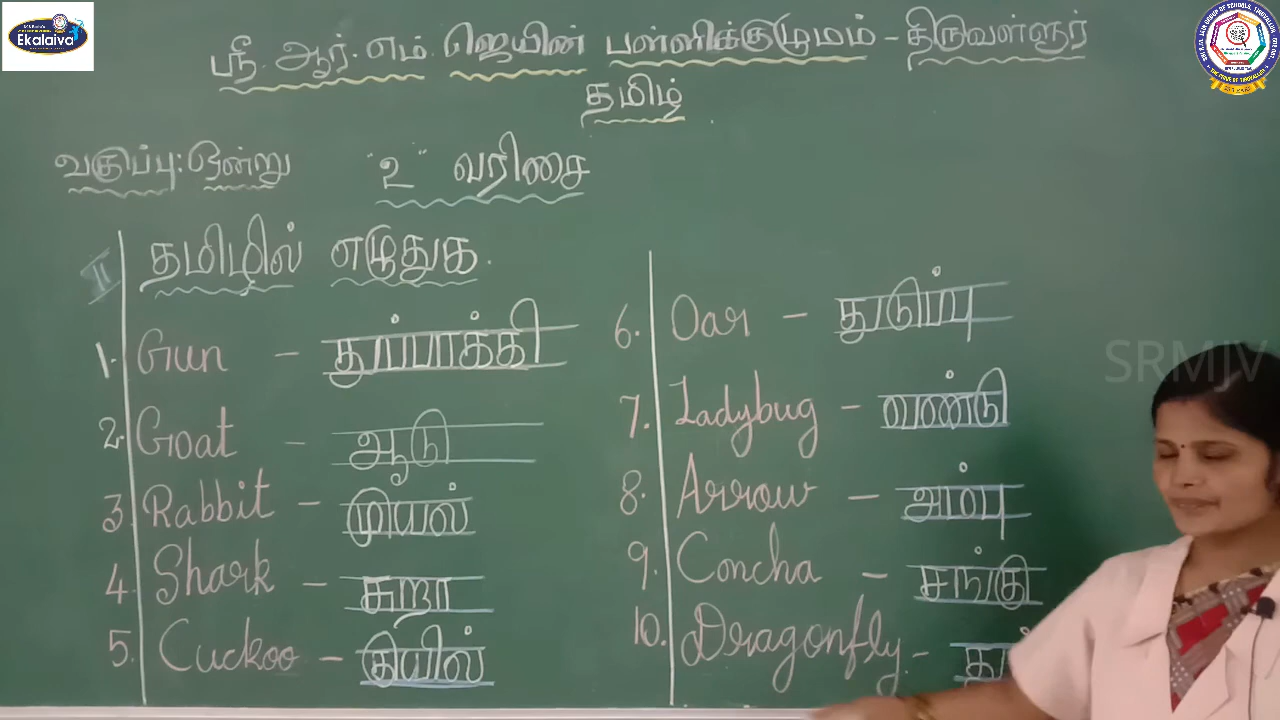 Ekalaiva
ஸ்ரீ. ஆர். எம். ஜெயின் பள்ளிக்குழுமம் - திருவள்ளூர்
தமிழ்
வகுப்பு: ஒன்று "உ" வரிசை
II தமிழில் எழுதுக.
1. Gun - துப்பாக்கி
2. Goat - ஆடு
3. Rabbit - முயல்
4. Shark - சுறா
5. Cuckoo - குயில்
6. Oar - துடுப்பு
7. Ladybug - வண்டு
8. Arrow - அம்பு
9. Concha - சங்கு
10. Dragonfly -
SRMJV